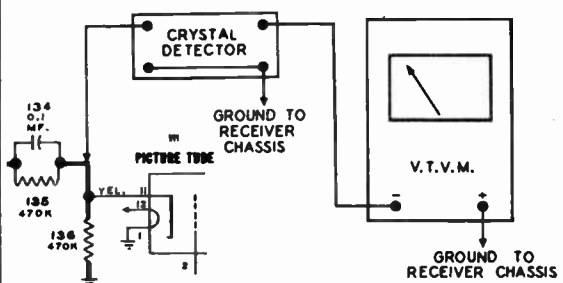 CRYSTAL
DETECTOR
GROUND TO
RECEIVER
CHASSIS
134
0.1
MF.
135
470K
136
470K
PICTURE TUBE
YEL.
11
12
1
2
V.T.V.M.
-
+
GROUND TO
RECEIVER CHASSIS